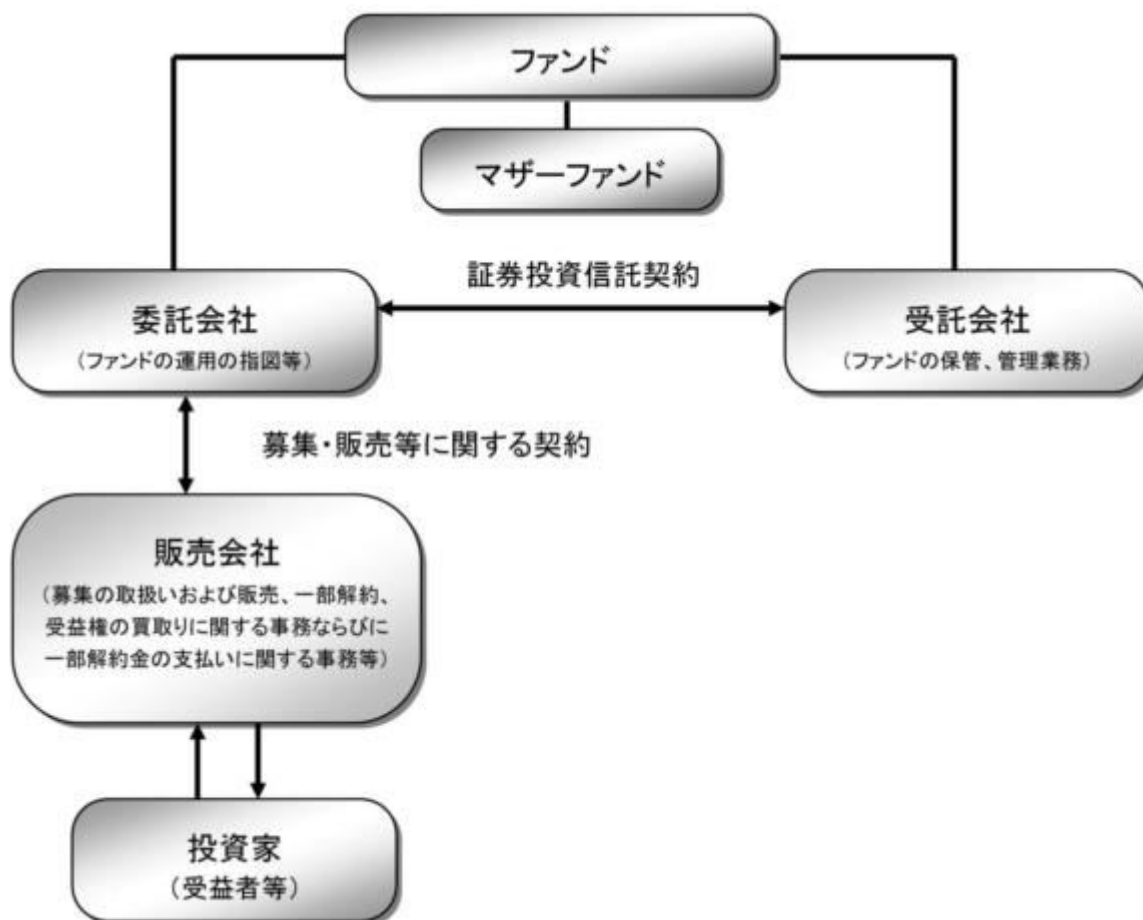 ファンド
マザーファンド
証券投資信託契約
委託会社
（ファンドの運用の指図等）
受託会社
（ファンドの保管、管理業務）
募集・販売等に関する契約
販売会社
（募集の取扱いおよび販売、一部解約、
受益権の買取りに関する事務ならびに
一部解約金の支払いに関する事務等）
投資家
（受益者等）